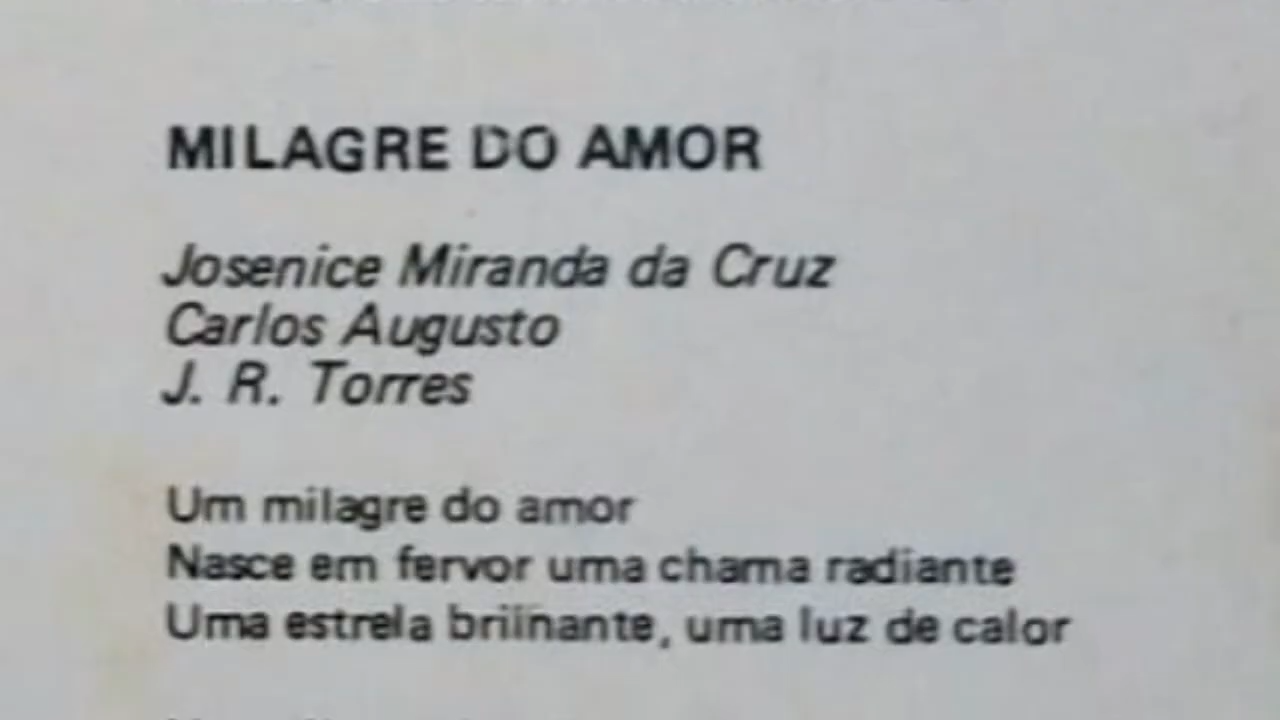 MILAGRE DO AMOR
Josenice Miranda da Cruz
Carlos Augusto
J. R. Torres
Um milagre do amor
Nasce em fervor uma chama radiante
Uma estrela brilhante, uma luz de calor